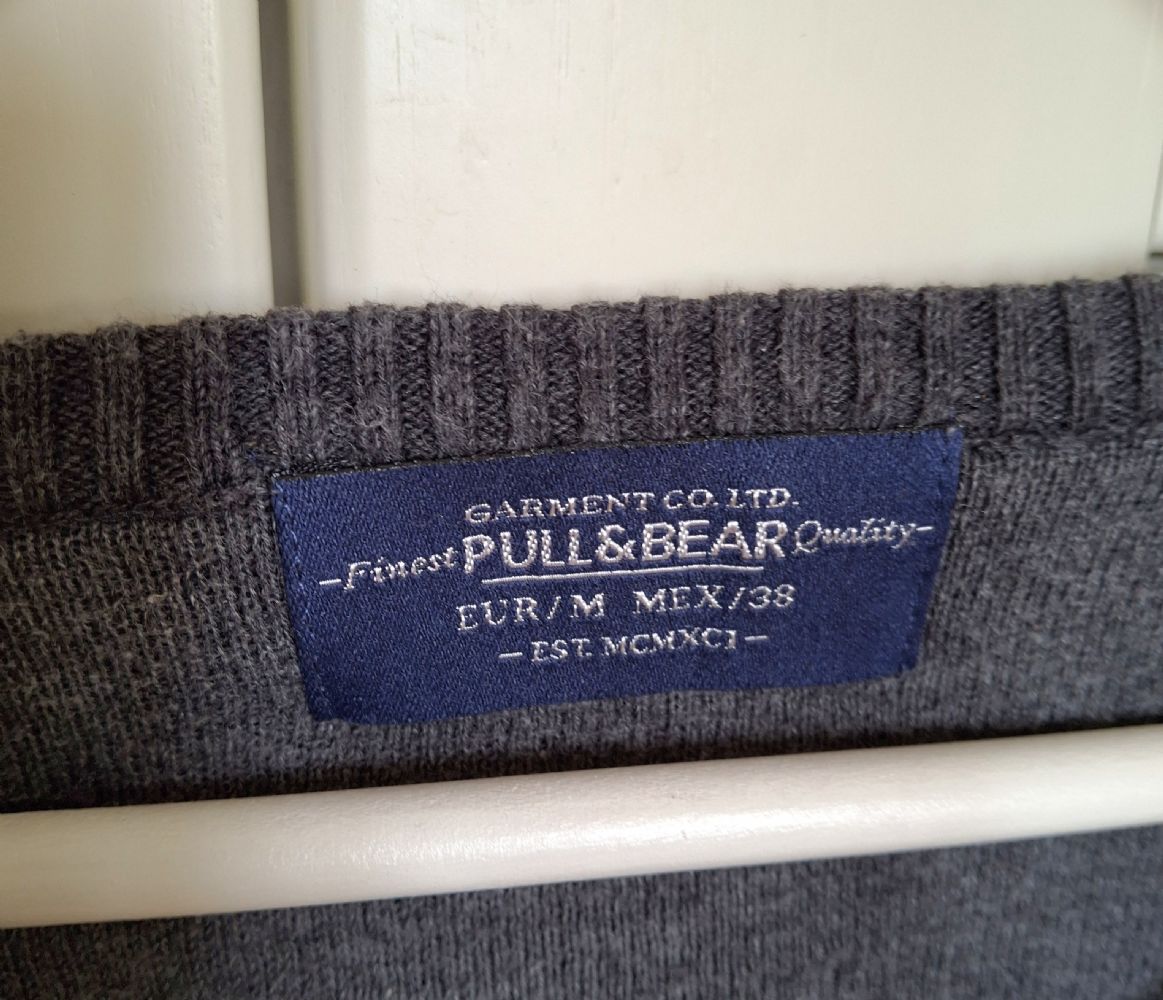 GARMENT CO. LTD.
–Finest PULL&BEAR Quality–
EUR/M MEX/38
– EST. MCMXCI –